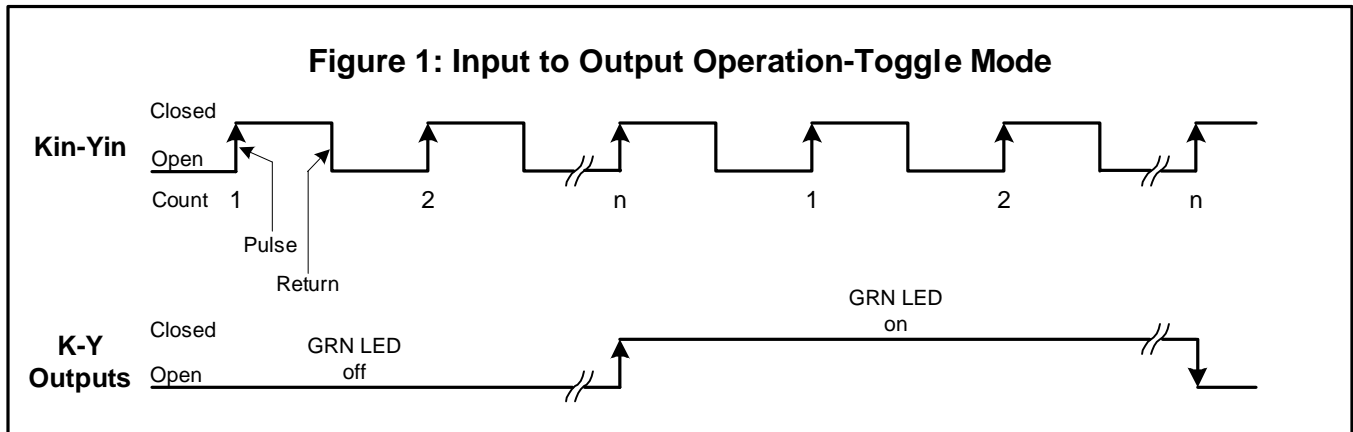 Figure 1: Input to Output Operation-Toggle Mode
Closed
Kin-Yin
Open
Count 1 2 n 1 2 n
Pulse
Return
GRN LED
on
Closed
K-Y
Outputs
GRN LED
off
Open